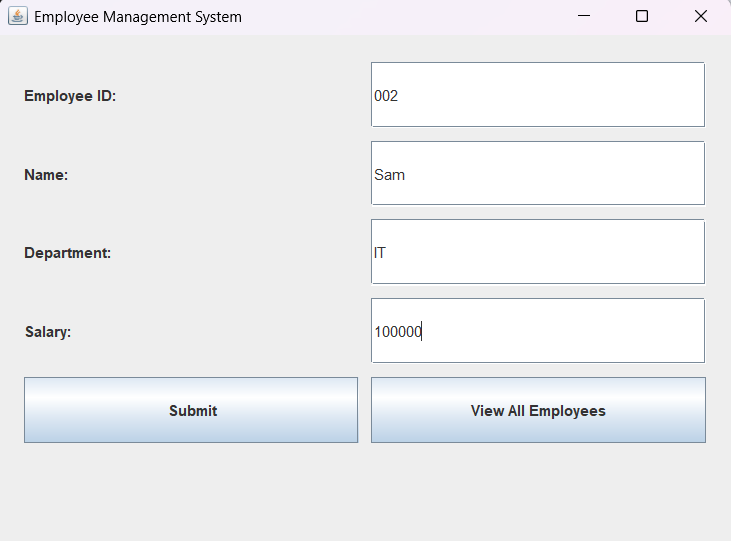 Employee Management System
Employee ID: 002
Name: Sam
Department: IT
Salary: 100000
Submit View All Employees